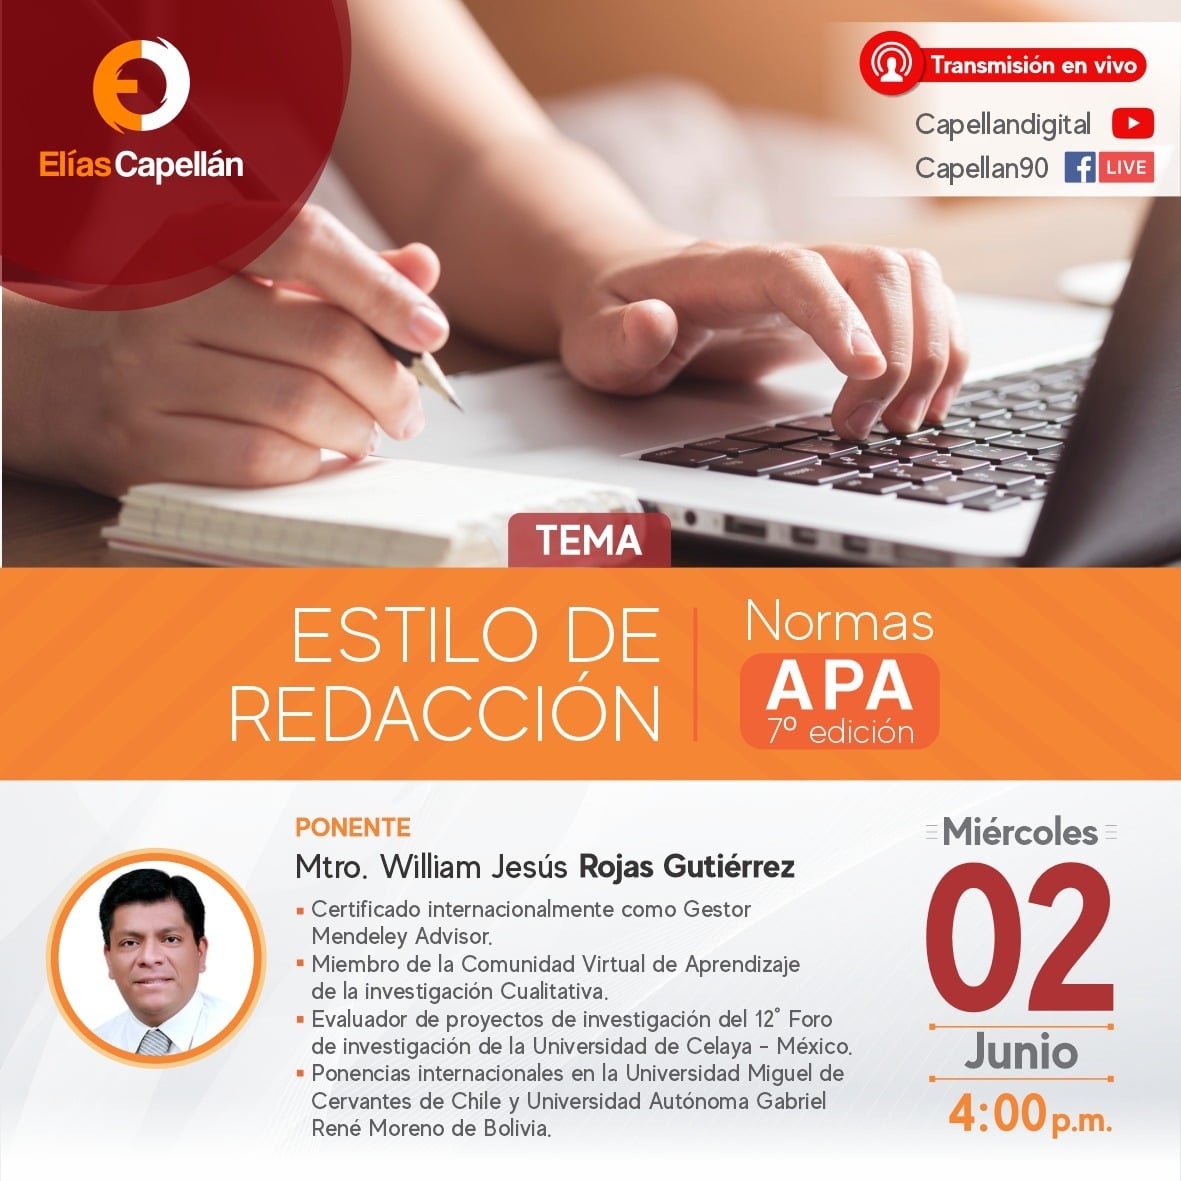 Elías Capellán
Transmisión en vivo
Capellandigital
Capellan90
LIVE
TEMA
ESTILO DE
REDACCIÓN
Normas
APA
7º edición
PONENTE
Mtro. William Jesús Rojas Gutiérrez
Certificado internacionalmente como Gestor
Mendeley Advisor.
Miembro de la Comunidad Virtual de Aprendizaje
de la investigación Cualitativa.
Evaluador de proyectos de investigación del 12° Foro
de investigación de la Universidad de Celaya - México.
Ponencias internacionales en la Universidad Miguel de
Cervantes de Chile y Universidad Autónoma Gabriel
René Moreno de Bolivia.
Miércoles
02
Junio
4:00 p.m.